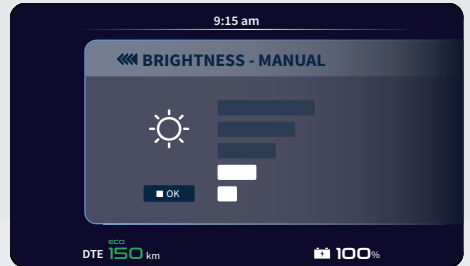 9:15 am
BRIGHTNESS - MANUAL
OK
ECO
DTE 150 km
100%